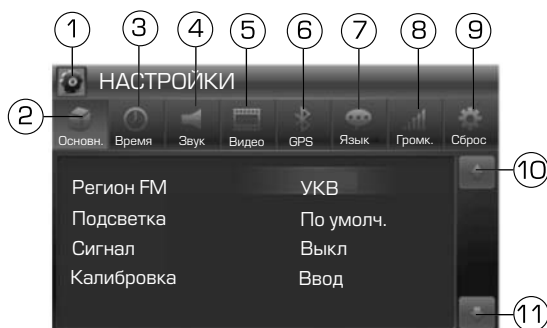 1 3 4 5 6 7 8 9
НАСТРОЙКИ
2
Основн. Время Звук Видео GPS Язык Громк. Сброс
Регион FM УКВ
10
Подсветка По умолч.
Сигнал Выкл
Калибровка Ввод
11